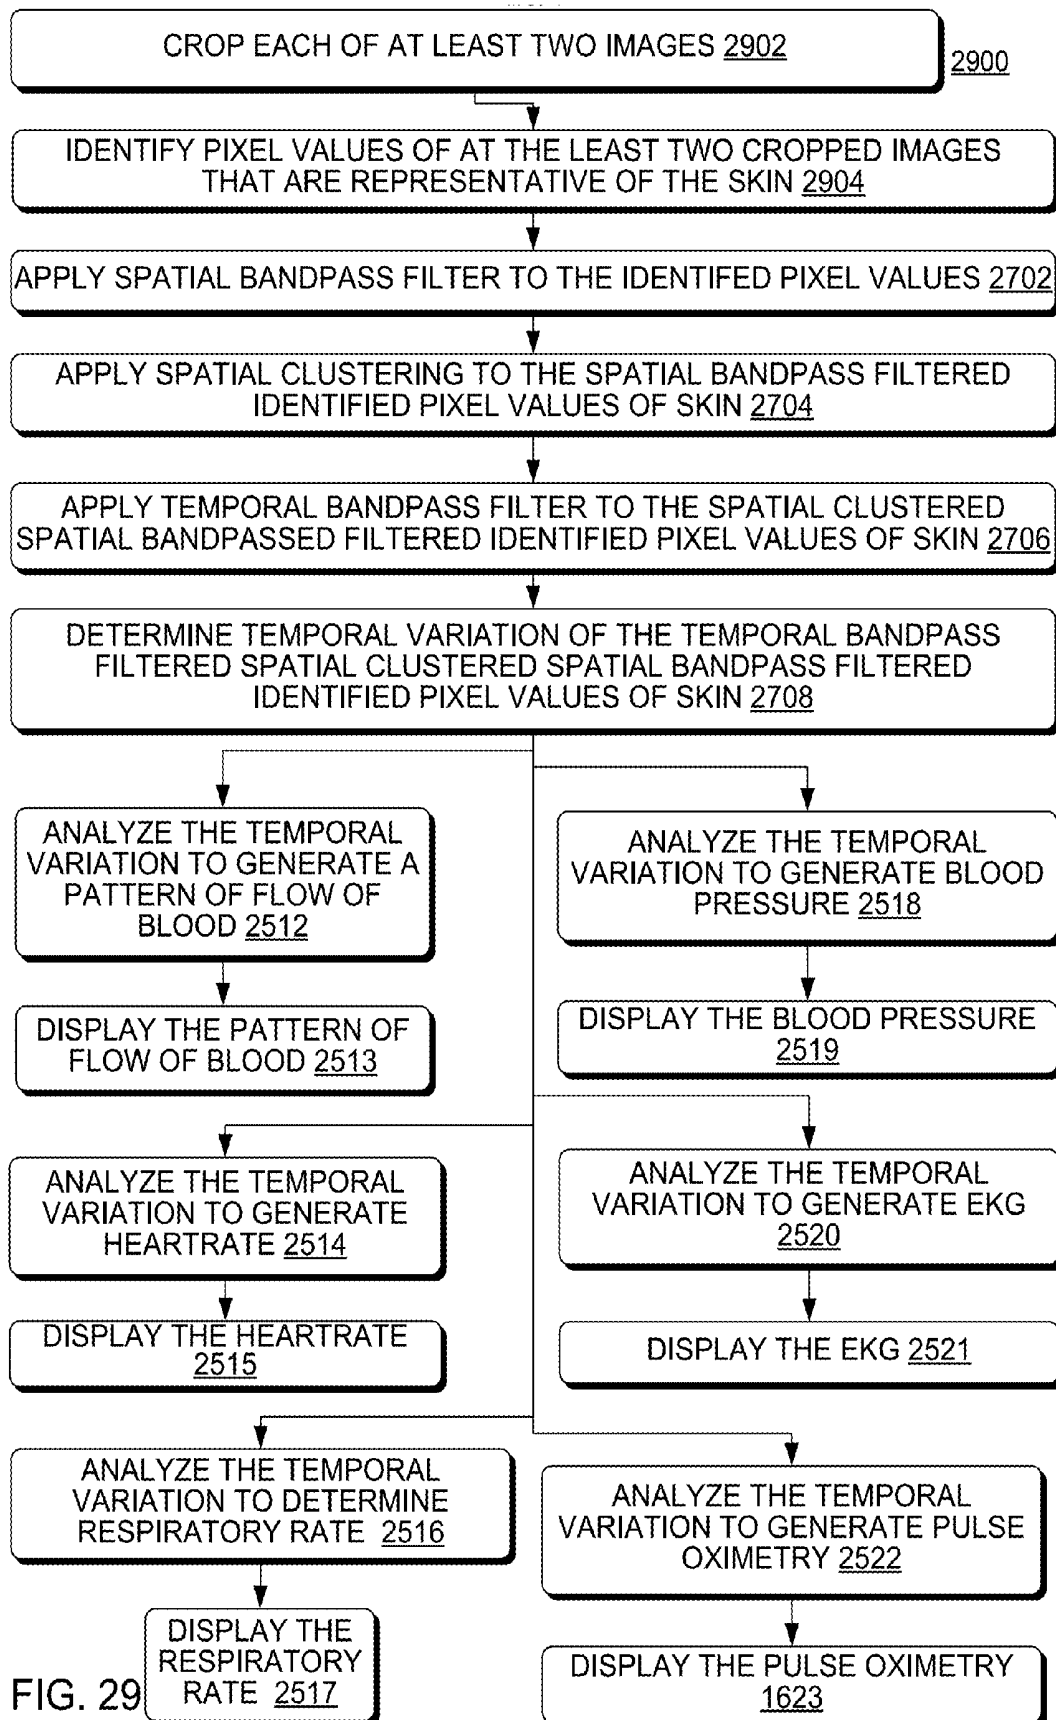 CROP EACH OF AT LEAST TWO IMAGES 2902
2900
IDENTIFY PIXEL VALUES OF AT THE LEAST TWO CROPPED IMAGES
THAT ARE REPRESENTATIVE OF THE SKIN 2904
APPLY SPATIAL BANDPASS FILTER TO THE IDENTIFED PIXEL VALUES 2702
APPLY SPATIAL CLUSTERING TO THE SPATIAL BANDPASS FILTERED
IDENTIFIED PIXEL VALUES OF SKIN 2704
APPLY TEMPORAL BANDPASS FILTER TO THE SPATIAL CLUSTERED
SPATIAL BANDPASSED FILTERED IDENTIFIED PIXEL VALUES OF SKIN 2706
DETERMINE TEMPORAL VARIATION OF THE TEMPORAL BANDPASS
FILTERED SPATIAL CLUSTERED SPATIAL BANDPASS FILTERED
IDENTIFIED PIXEL VALUES OF SKIN 2708
ANALYZE THE TEMPORAL
VARIATION TO GENERATE A
PATTERN OF FLOW OF
BLOOD 2512
ANALYZE THE TEMPORAL
VARIATION TO GENERATE BLOOD
PRESSURE 2518
DISPLAY THE PATTERN OF
FLOW OF BLOOD 2513
DISPLAY THE BLOOD PRESSURE
2519
ANALYZE THE TEMPORAL
VARIATION TO GENERATE
HEARTRATE 2514
ANALYZE THE TEMPORAL
VARIATION TO GENERATE EKG
2520
DISPLAY THE HEARTRATE
2515
DISPLAY THE EKG 2521
ANALYZE THE TEMPORAL
VARIATION TO DETERMINE
RESPIRATORY RATE 2516
ANALYZE THE TEMPORAL
VARIATION TO GENERATE PULSE
OXIMETRY 2522
DISPLAY THE
RESPIRATORY
RATE 2517
DISPLAY THE PULSE OXIMETRY
1623
FIG. 29